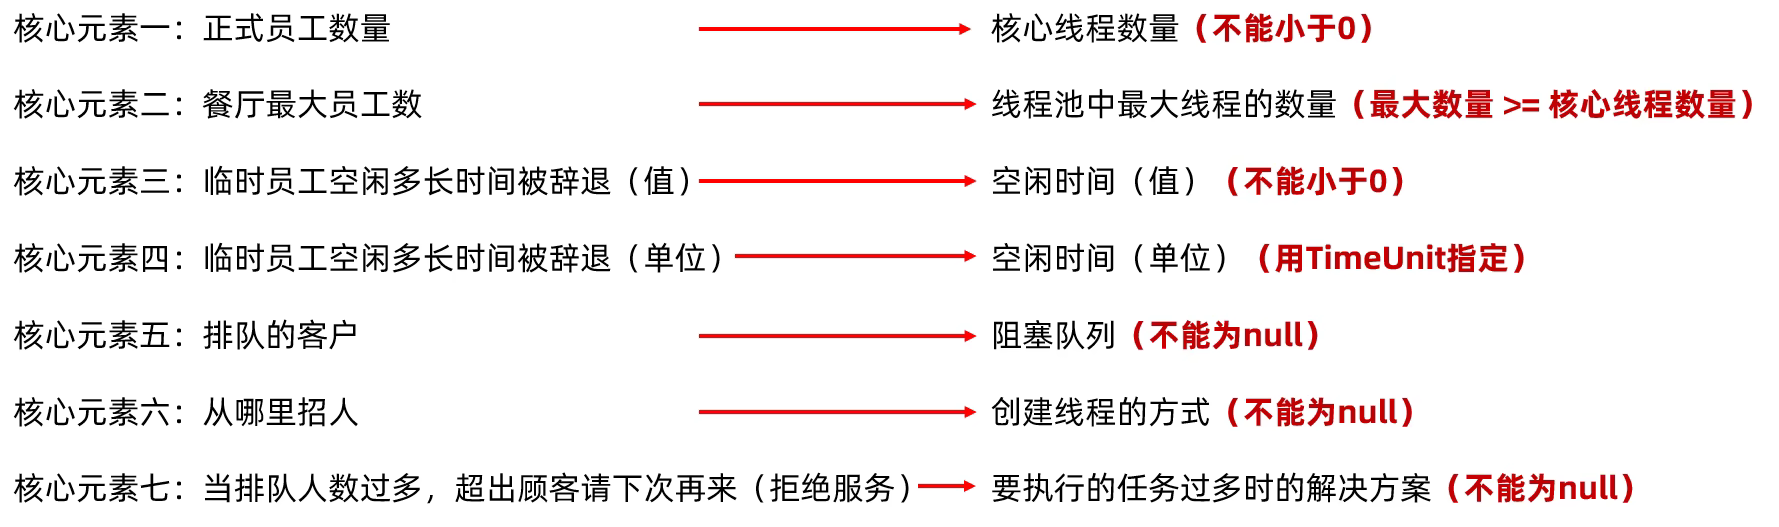 核心元素一：正式员工数量 核心线程数量（不能小于0）
核心元素二：餐厅最大员工数 线程池中最大线程的数量（最大数量 >= 核心线程数量）
核心元素三：临时员工空闲多长时间被辞退（值） 空闲时间（值）（不能小于0）
核心元素四：临时员工空闲多长时间被辞退（单位） 空闲时间（单位）（用TimeUnit指定）
核心元素五：排队的客户 阻塞队列（不能为null）
核心元素六：从哪里招人 创建线程的方式（不能为null）
核心元素七：当排队人数过多，超出顾客请下次再来（拒绝服务） 要执行的任务过多时的解决方案（不能为null）